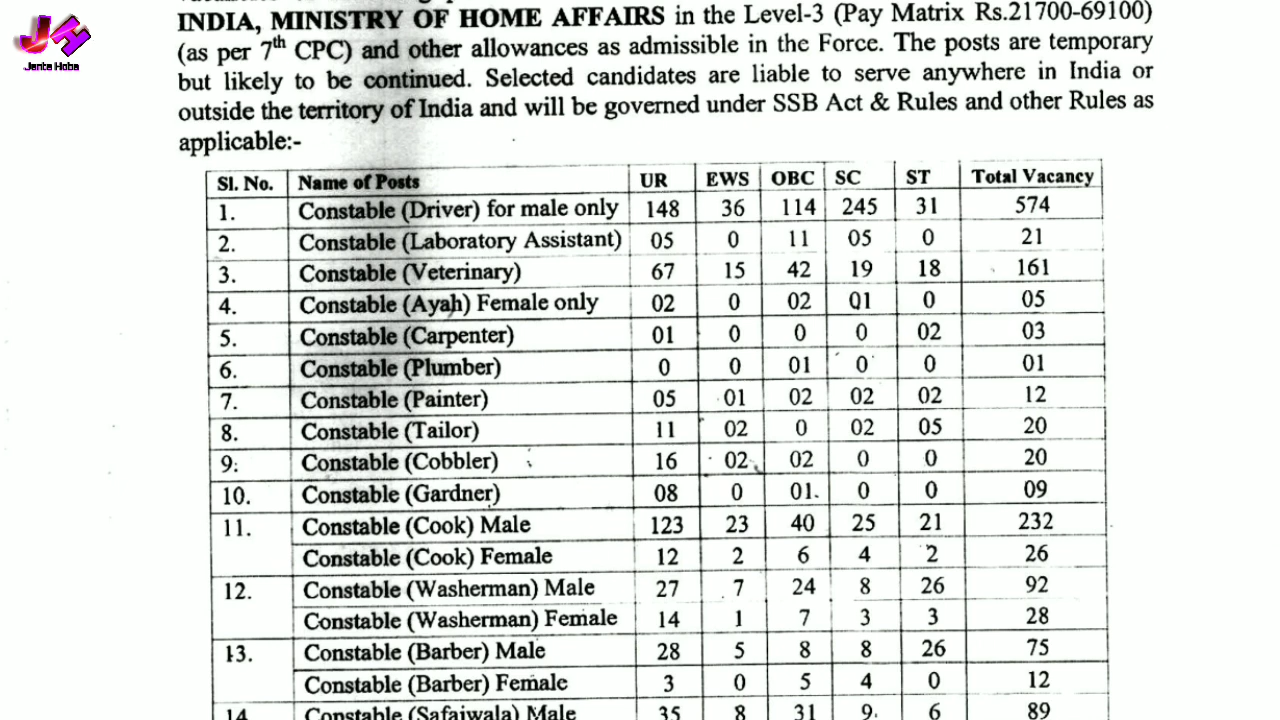 INDIA, MINISTRY OF HOME AFFAIRS in the Level-3 (Pay Matrix Rs.21700-69100)
(as per 7th CPC) and other allowances as admissible in the Force. The posts are temporary
but likely to be continued. Selected candidates are liable to serve anywhere in India or
outside the territory of India and will be governed under SSB Act & Rules and other Rules as
applicable:-
JH
Janta Hoba
Sl. No. Name of Posts UR EWS OBC SC ST Total Vacancy
1. Constable (Driver) for male only 148 36 114 245 31 574
2. Constable (Laboratory Assistant) 05 0 11 05 0 21
3. Constable (Veterinary) 67 15 42 19 18 161
4. Constable (Ayah) Female only 02 0 02 01 0 05
5. Constable (Carpenter) 01 0 0 0 02 03
6. Constable (Plumber) 0 0 01 0 0 01
7. Constable (Painter) 05 01 02 02 02 12
8. Constable (Tailor) 11 02 0 02 05 20
9. Constable (Cobbler) 16 02 02 0 0 20
10. Constable (Gardner) 08 0 01 0 0 09
11. Constable (Cook) Male 123 23 40 25 21 232
Constable (Cook) Female 12 2 6 4 2 26
12. Constable (Washerman) Male 27 7 24 8 26 92
Constable (Washerman) Female 14 1 7 3 3 28
13. Constable (Barber) Male 28 5 8 8 26 75
Constable (Barber) Female 3 0 5 4 0 12
14 Constable (Safaiwala) Male 35 8 31 9 6 89